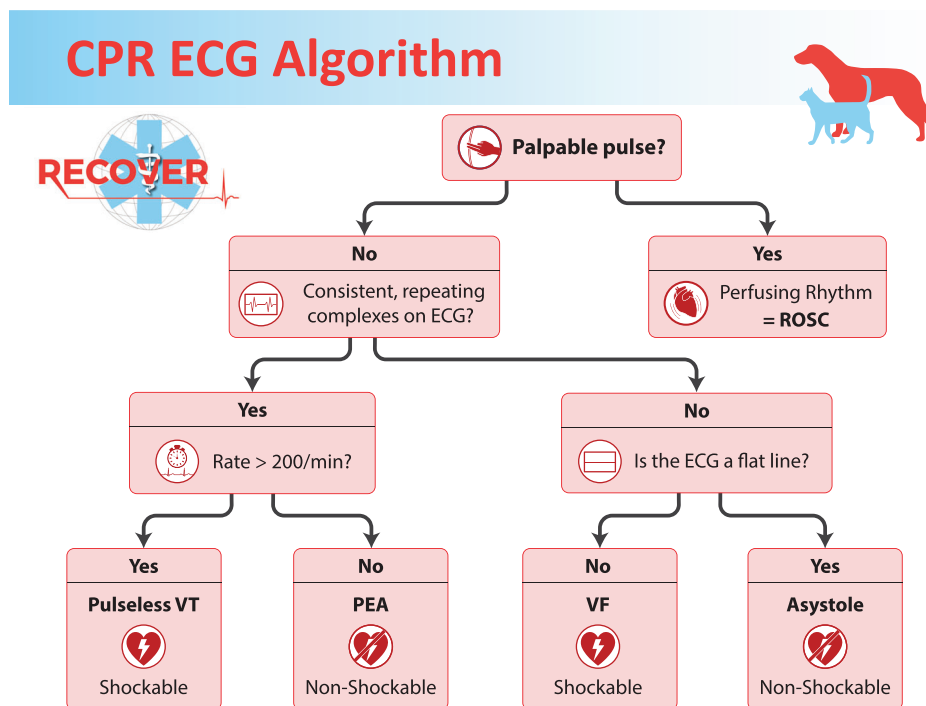 CPR ECG Algorithm
RECOVER
Palpable pulse?
No
Consistent, repeating
complexes on ECG?
Yes
Perfusing Rhythm
= ROSC
Yes
Rate > 200/min?
No
Is the ECG a flat line?
Yes
Pulseless VT
Shockable
No
PEA
Non-Shockable
No
VF
Shockable
Yes
Asystole
Non-Shockable